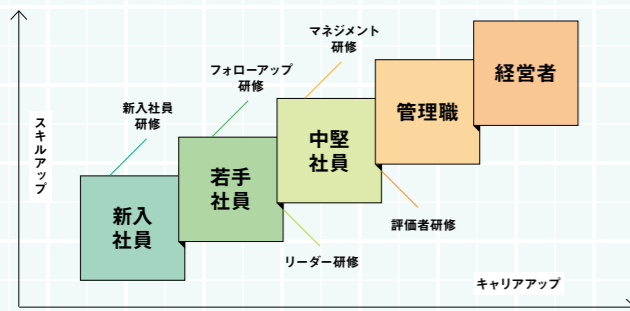 マネジメント
研修
経営者
フォローアップ
研修
管理職
新入社員
研修
中堅
社員
スキルアップ
若手
社員
新入
社員
評価者研修
リーダー研修
キャリアアップ